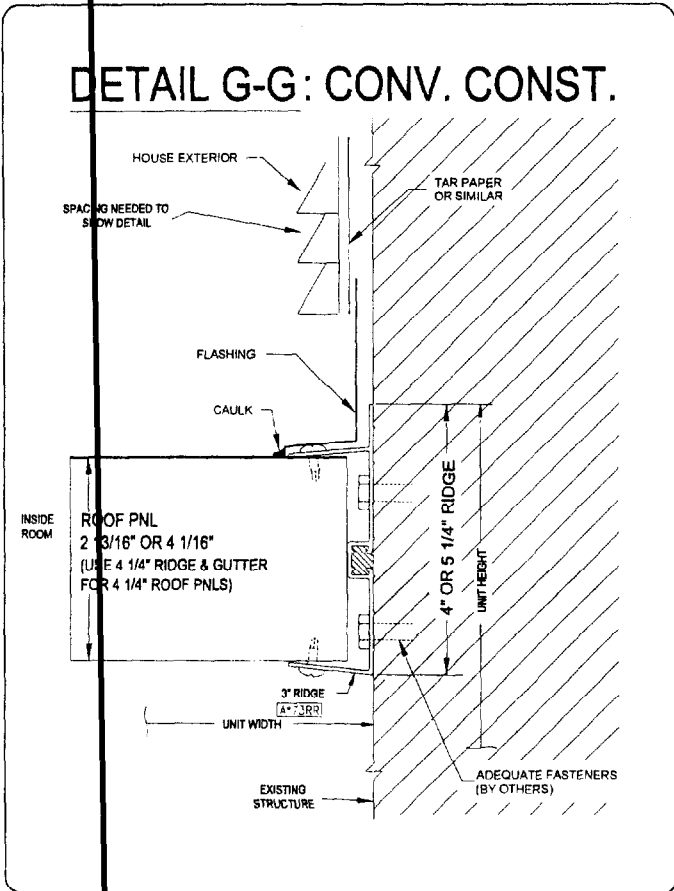 DETAIL G-G: CONV. CONST.
HOUSE EXTERIOR
TAR PAPER
OR SIMILAR
SPACING NEEDED TO
SHOW DETAIL
FLASHING
CAULK
INSIDE
ROOM
ROOF PNL
2 13/16" OR 4 1/16"
(USE 4 1/4" RIDGE & GUTTER
FOR 4 1/4" ROOF PNLS)
4" OR 5 1/4" RIDGE
UNIT HEIGHT
3" RIDGE
UNIT WIDTH
EXISTING
STRUCTURE
ADEQUATE FASTENERS
(BY OTHERS)